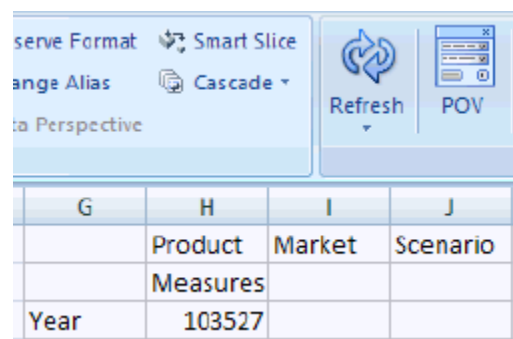 serve Format Smart Slice
ange Alias Cascade
ta Perspective
Refresh POV
G H I J
Product Market Scenario
Measures
Year 103527